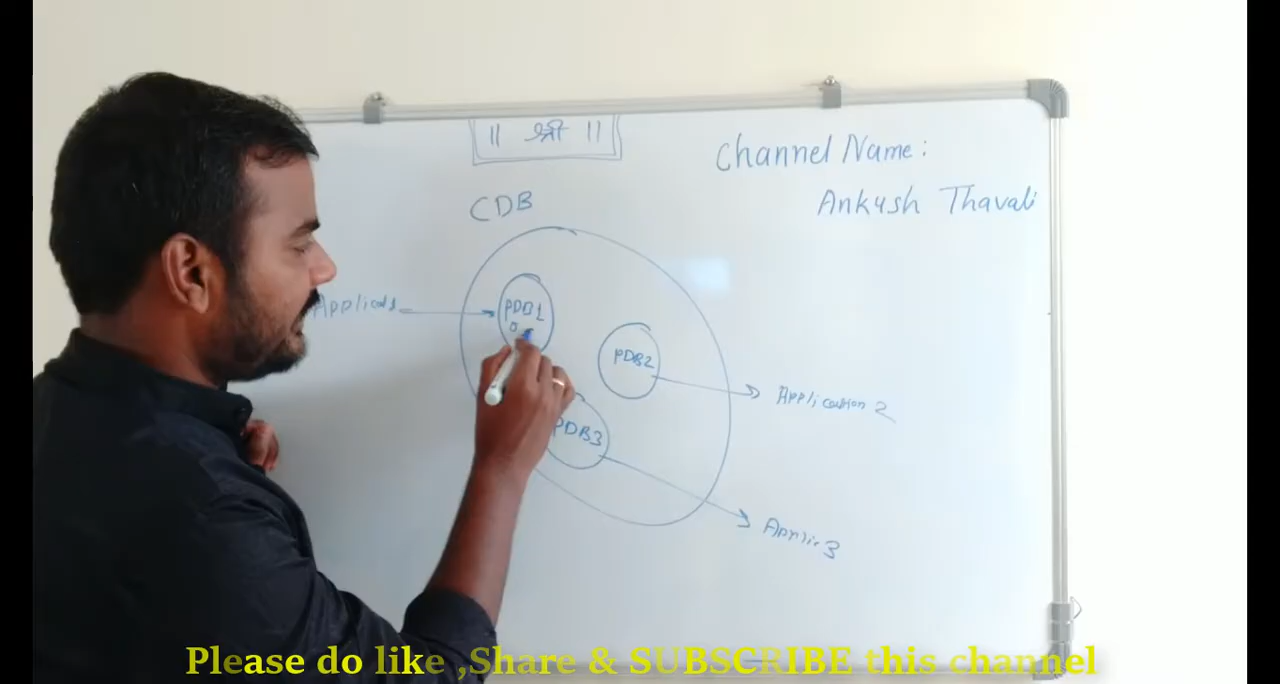 || श्री ||
Channel Name:
Ankush Thavali
CDB
PDB1
PDB2
Application 2
PDB3
Please do like ,Share & SUBSCRIBE this channel